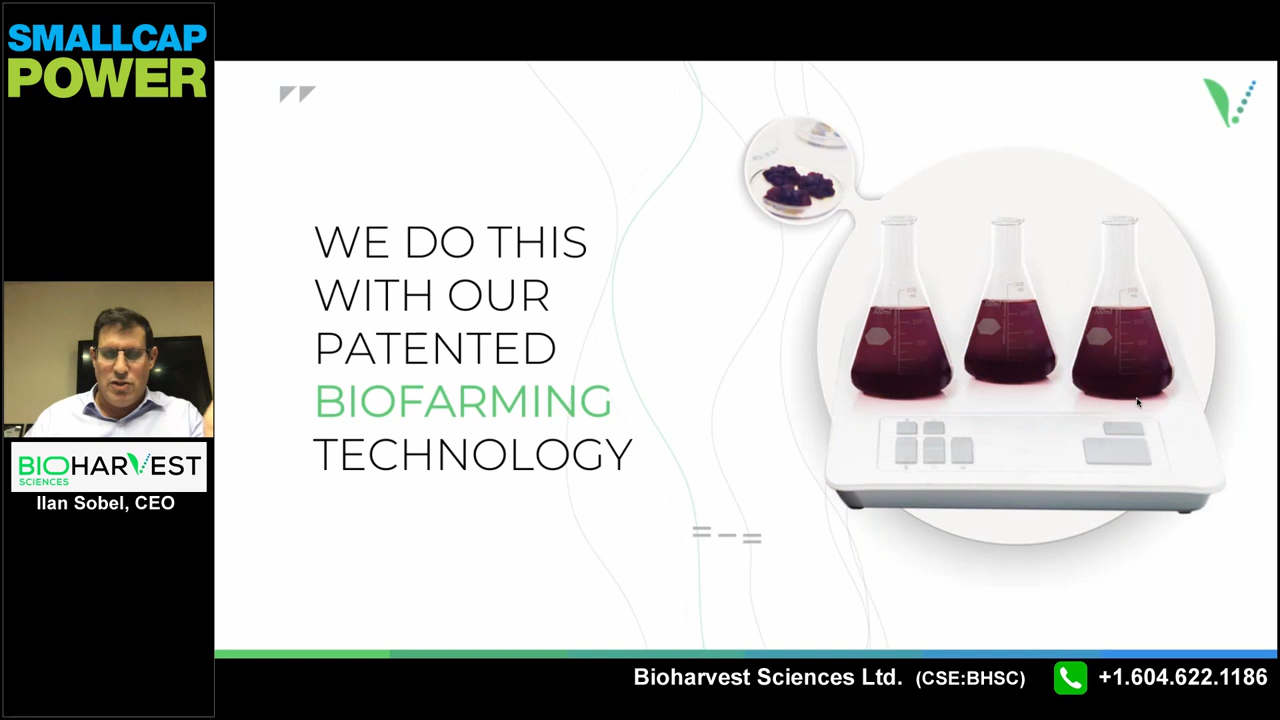 SMALLCAP
POWER
WE DO THIS
WITH OUR
PATENTED
BIOFARMING
TECHNOLOGY
BIOHARVEST
SCIENCES
Ilan Sobel, CEO
Bioharvest Sciences Ltd. (CSE:BHSC) +1.604.622.1186